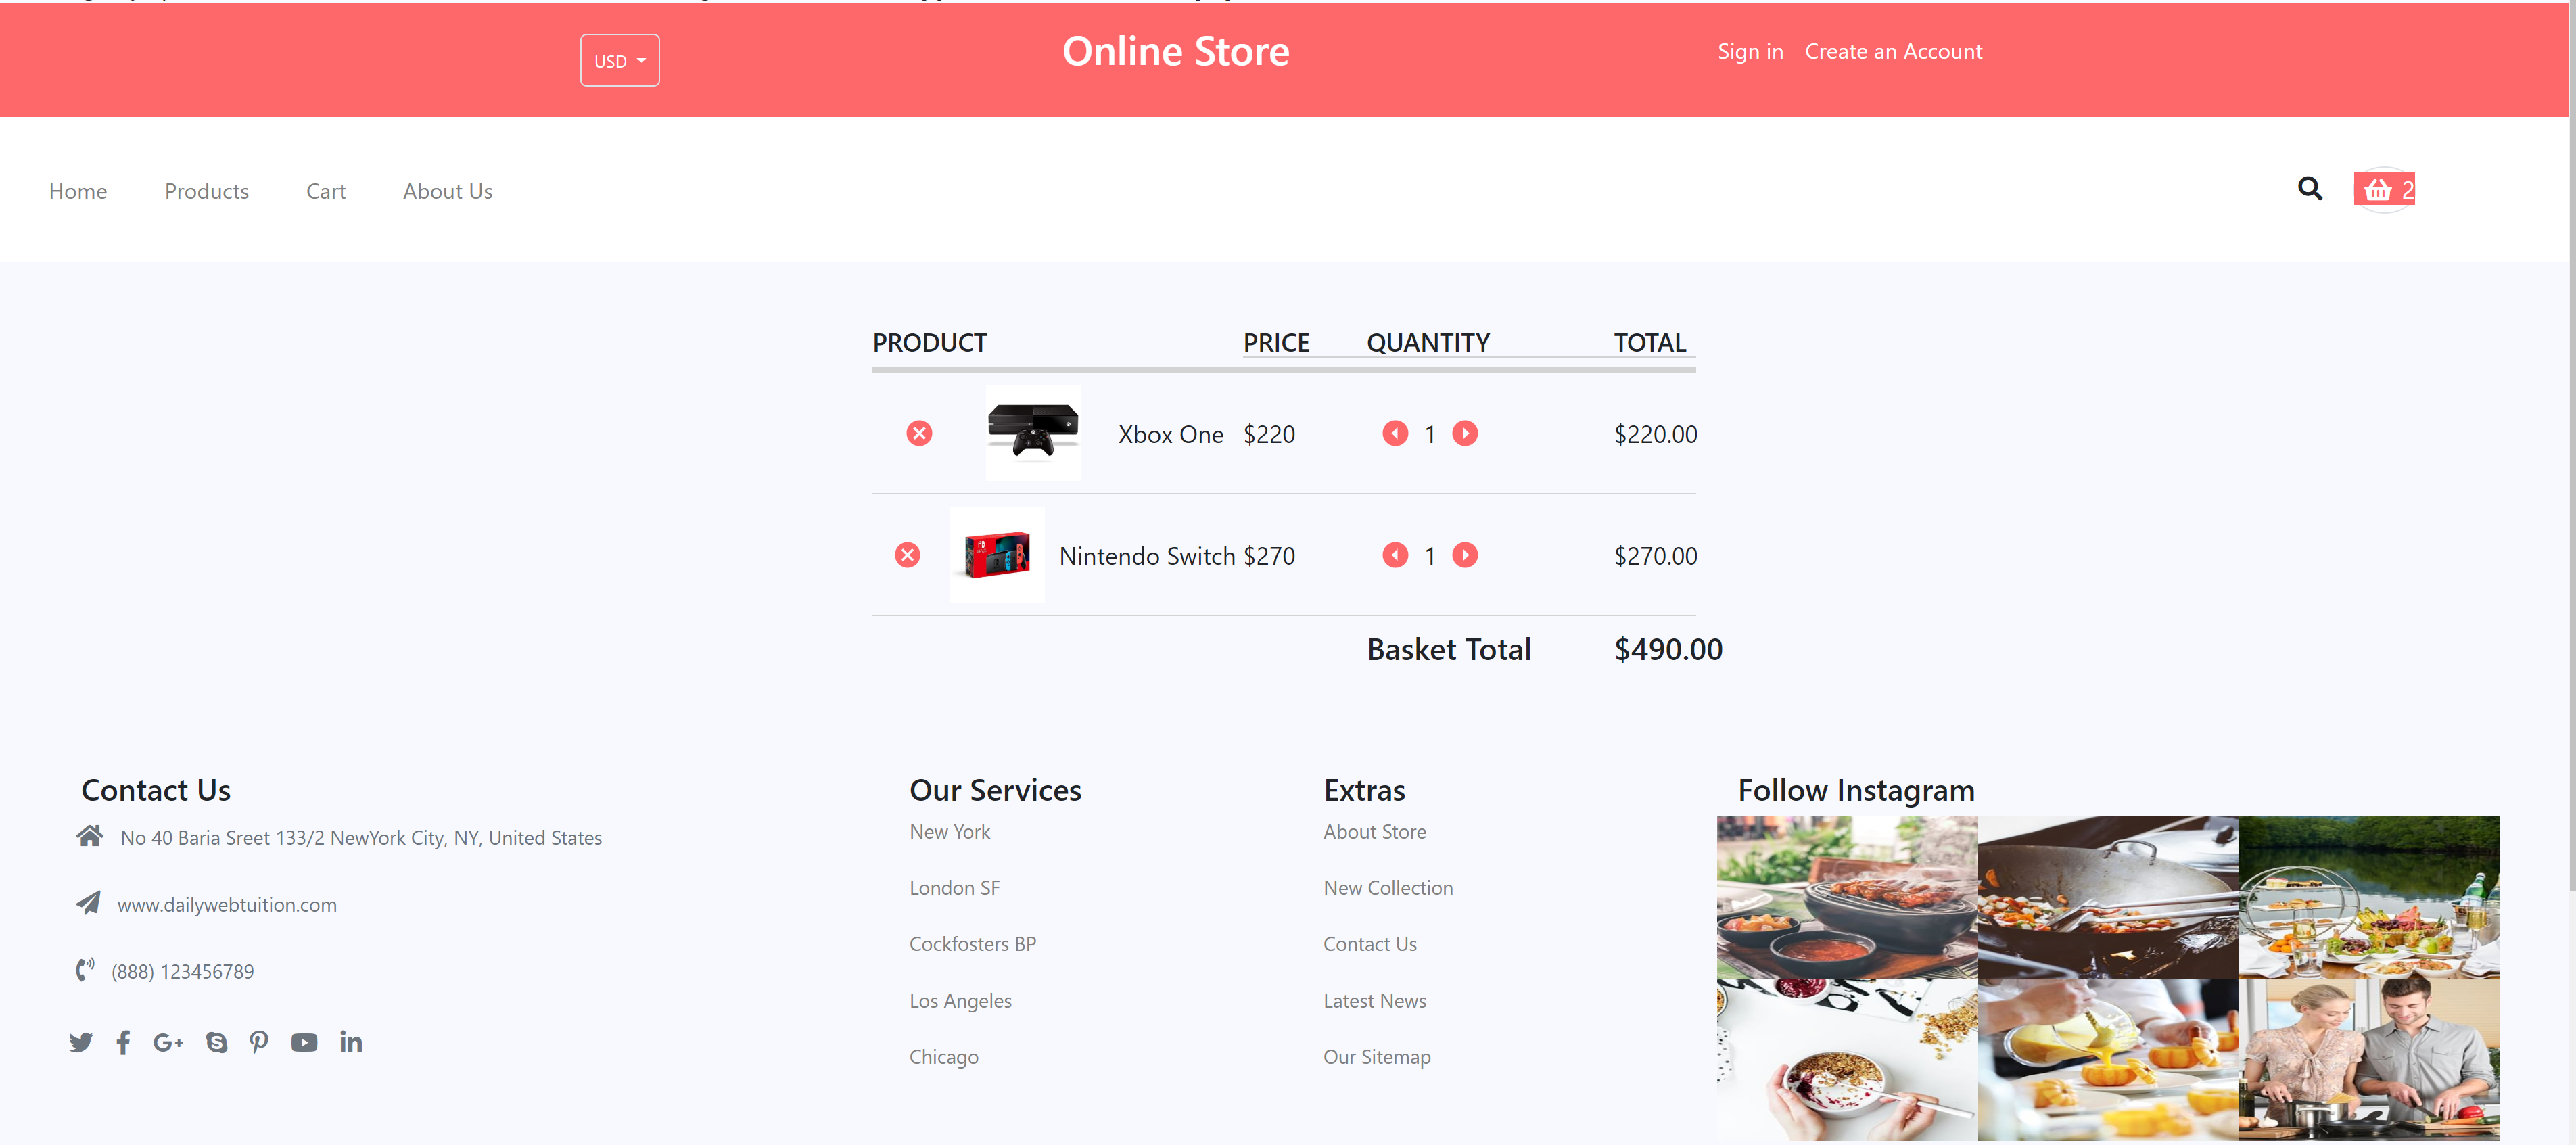 USD
Online Store
Sign in Create an Account
Home Products Cart About Us
2
PRODUCT PRICE QUANTITY TOTAL
Xbox One $220 1 $220.00
Nintendo Switch $270 1 $270.00
Basket Total $490.00
Contact Us
No 40 Baria Sreet 133/2 NewYork City, NY, United States
www.dailywebtuition.com
(888) 123456789
Our Services
New York
London SF
Cockfosters BP
Los Angeles
Chicago
Extras
About Store
New Collection
Contact Us
Latest News
Our Sitemap
Follow Instagram